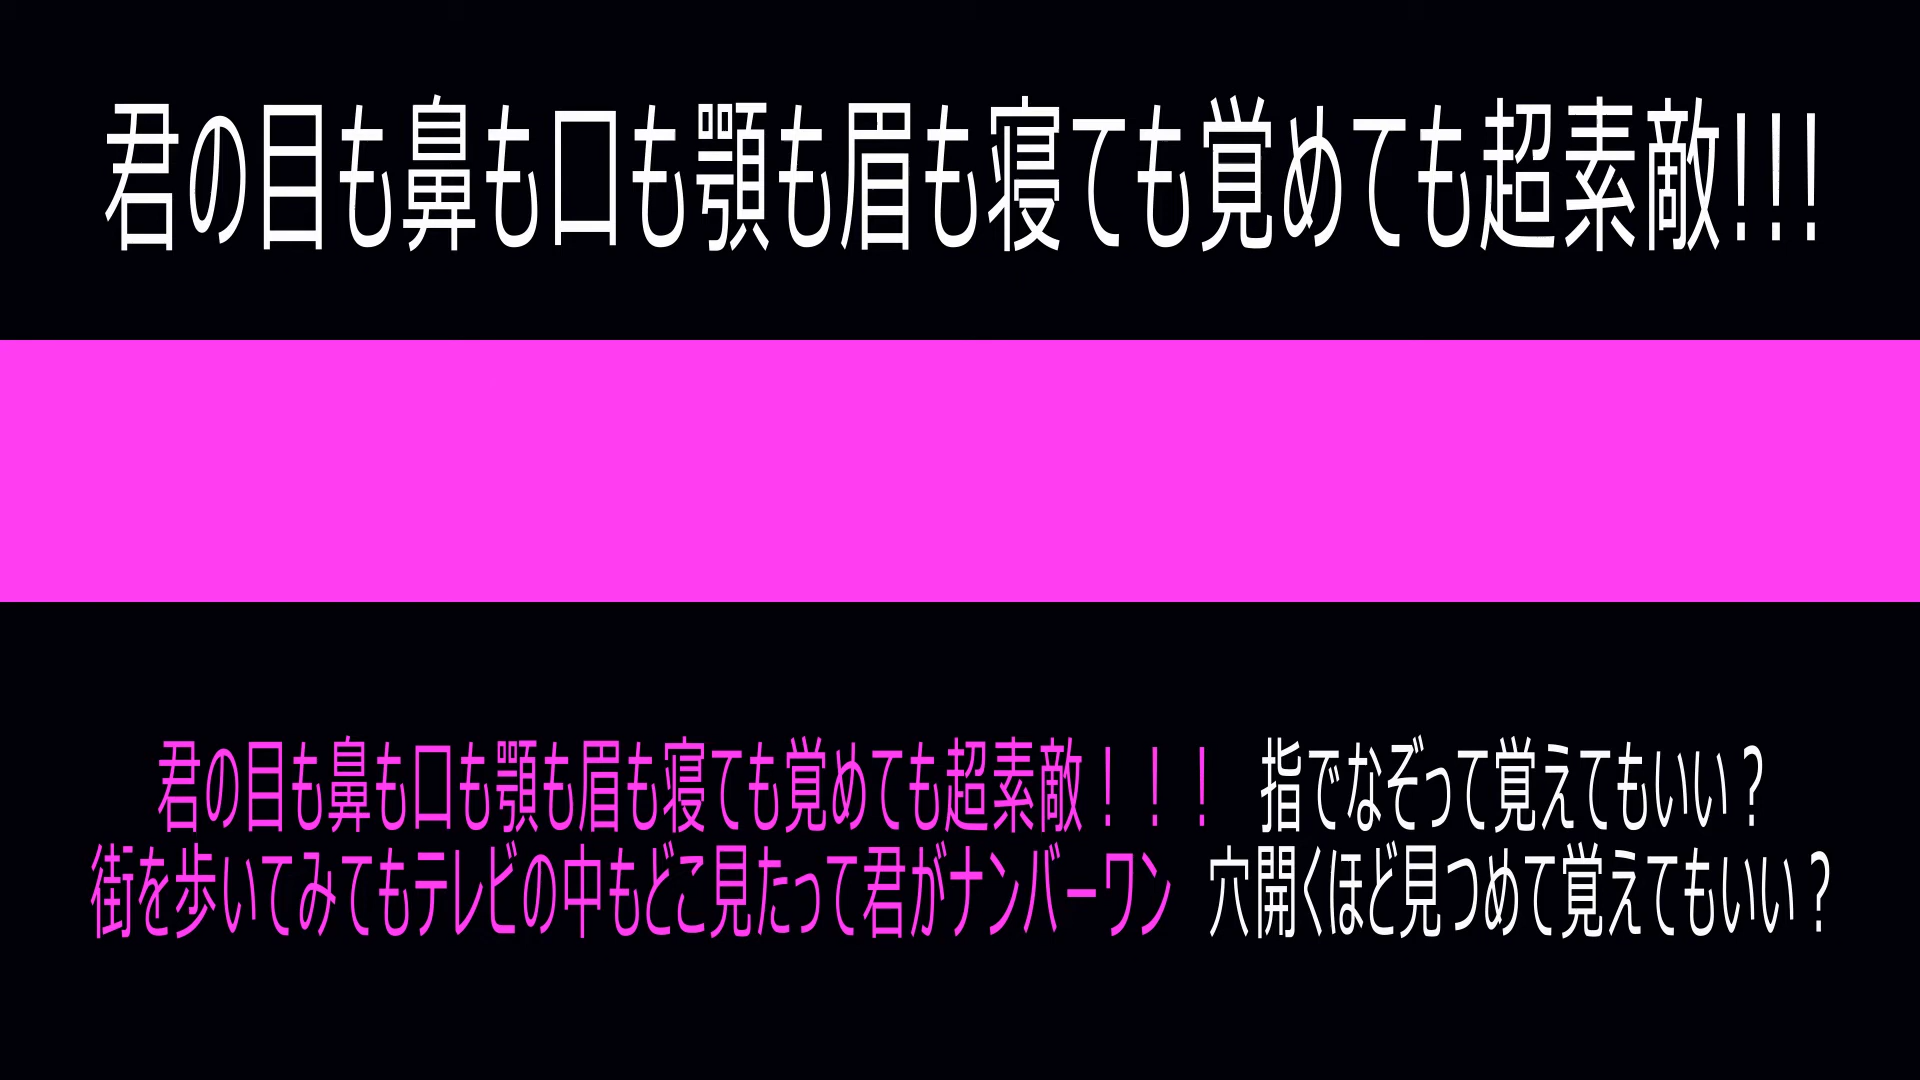 君の目も鼻も口も顎も眉も寝ても覚めても超素敵!!!
君の目も鼻も口も顎も眉も寝ても覚めても超素敵！！！ 指でなぞって覚えてもいい？
街を歩いてみてもテレビの中もどこ見たって君がナンバーワン 穴開くほど見つめて覚えてもいい？